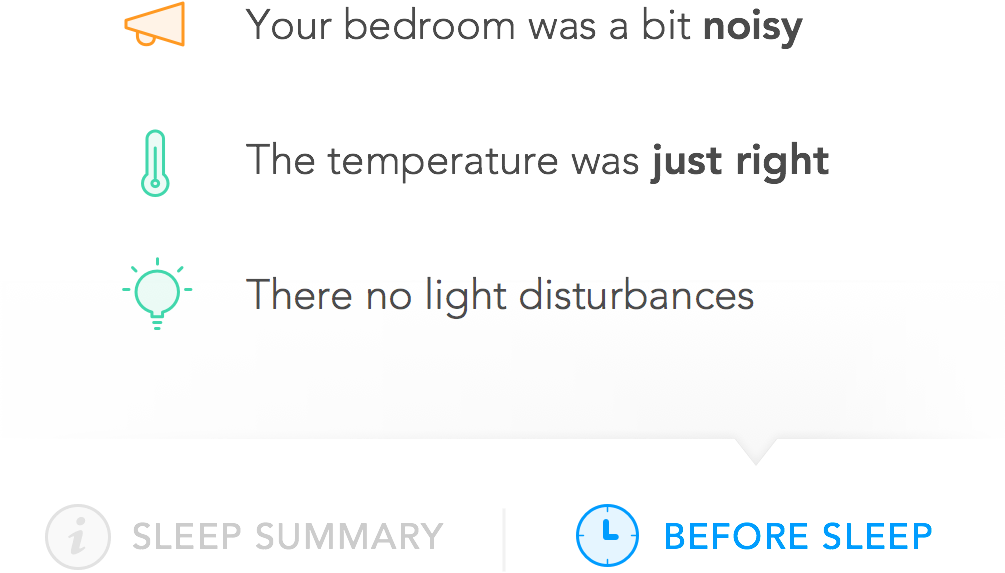 Your bedroom was a bit noisy
The temperature was just right
There no light disturbances
i SLEEP SUMMARY
BEFORE SLEEP